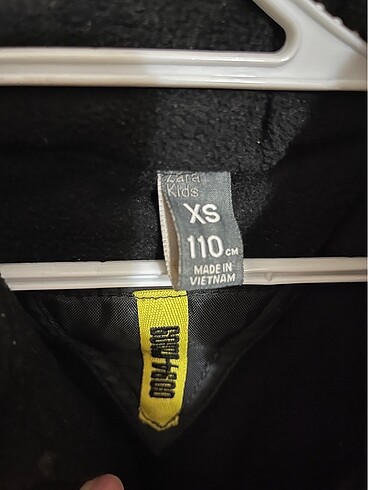 Zara
Kids
XS
110 CM
MADE IN
VIETNAM